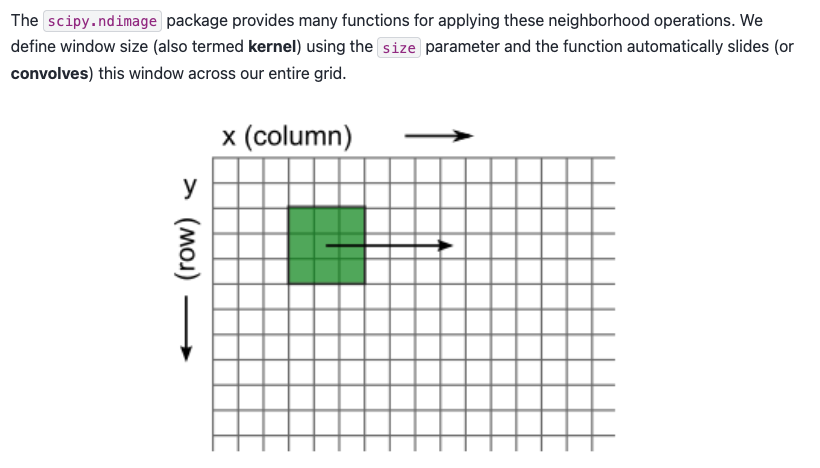 The scipy.ndimage package provides many functions for applying these neighborhood operations. We
define window size (also termed kernel) using the size parameter and the function automatically slides (or
convolves) this window across our entire grid.
x (column)
y
(row)